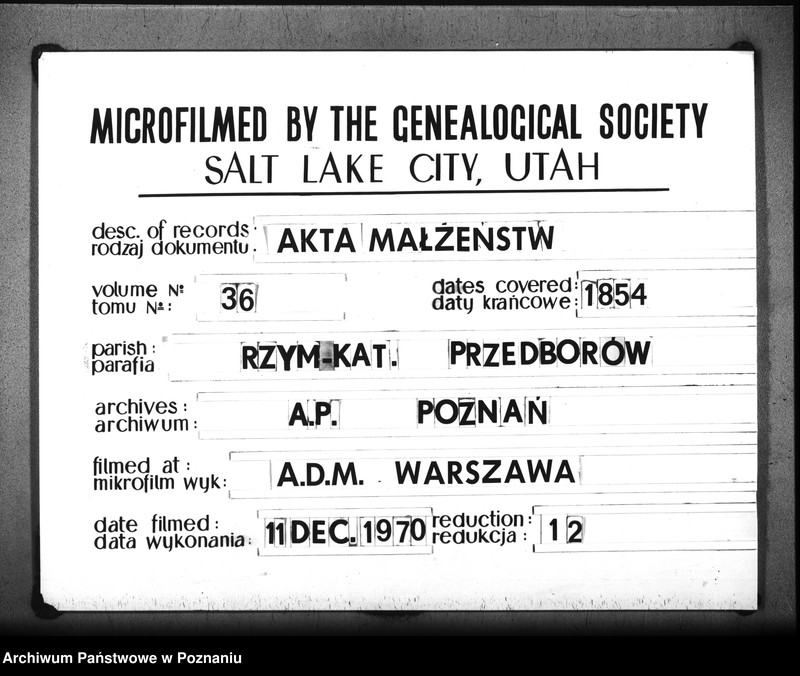 MICROFILMED BY THE GENEALOGICAL SOCIETY
SALT LAKE CITY, UTAH
desc. of records
rodzaj dokumentu: AKTA MAŁŻEŃSTW
volume Nº
tomu Nº: 36
dates covered:
daty krańcowe: 1854
parish:
parafia RZYM-KAT. PRZEDBORÓW
archives:
archiwum: A.P. POZNAŃ
filmed at:
mikrofilm wyk: A.D.M. WARSZAWA
date filmed:
data wykonania: 11 DEC. 1970
reduction:
redukcja: 12
Archiwum Państwowe w Poznaniu